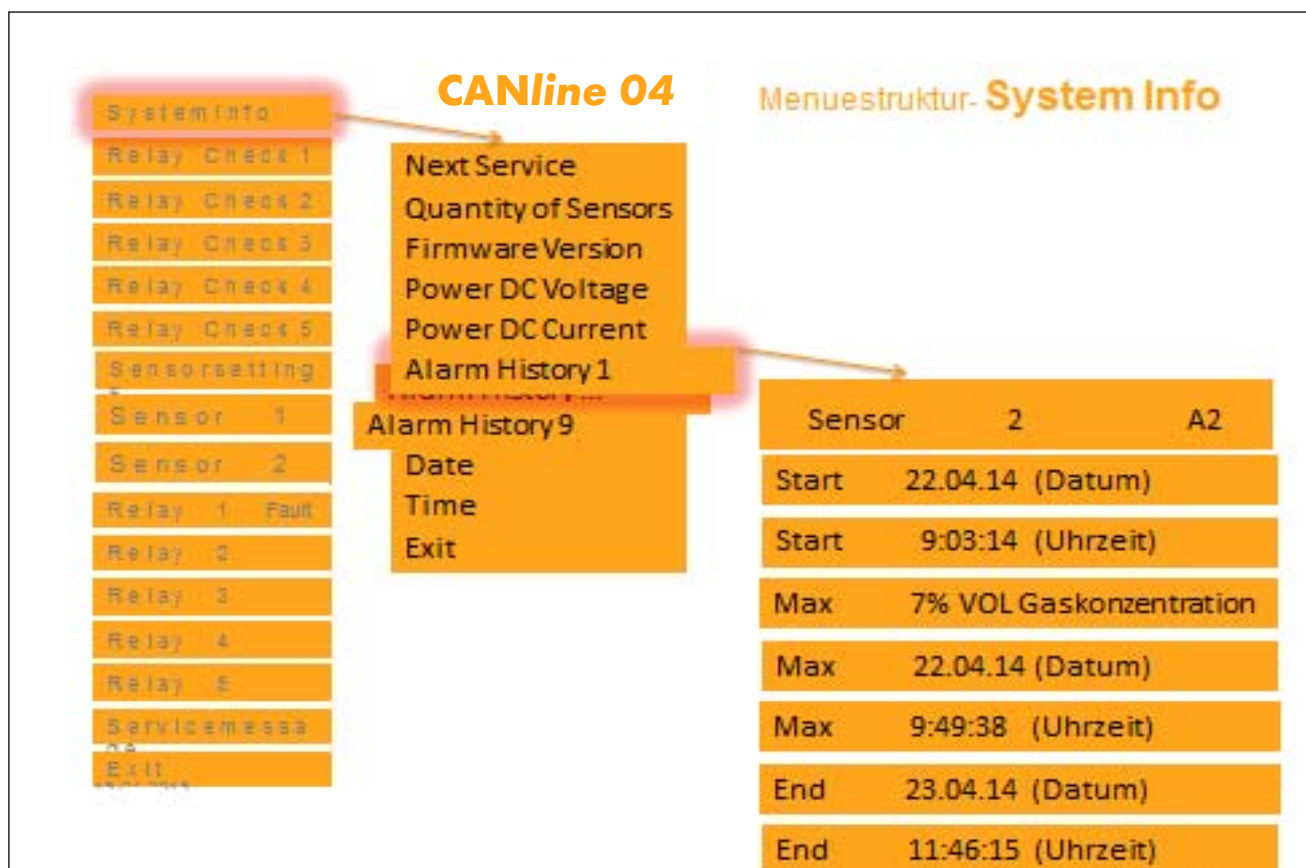 CANline 04
Menuestruktur- System Info
Systeminfo
Relay Check 1
Relay Check 2
Relay Check 3
Relay Check 4
Relay Check 5
Sensorsetting
Sensor 1
Sensor 2
Relay 1 Fault
Relay 2
Relay 3
Relay 4
Relay 5
Servicemessa
ge
Exit
Next Service
Quantity of Sensors
Firmware Version
Power DC Voltage
Power DC Current
Alarm History 1
Alarm History ...
Alarm History 9
Date
Time
Exit
Sensor 2 A2
Start 22.04.14 (Datum)
Start 9:03:14 (Uhrzeit)
Max 7% VOL Gaskonzentration
Max 22.04.14 (Datum)
Max 9:49:38 (Uhrzeit)
End 23.04.14 (Datum)
End 11:46:15 (Uhrzeit)